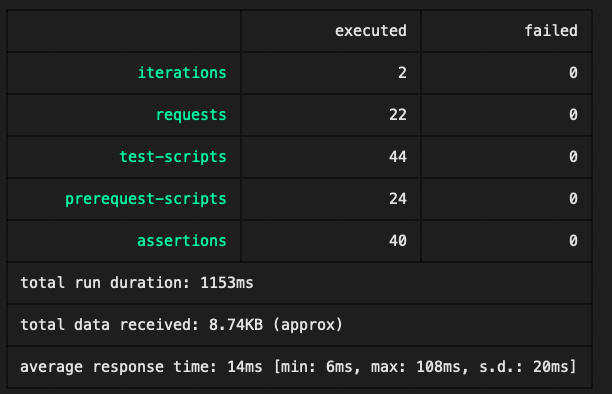 executed failed
iterations 2 0
requests 22 0
test-scripts 44 0
prerequest-scripts 24 0
assertions 40 0
total run duration: 1153ms
total data received: 8.74KB (approx)
average response time: 14ms [min: 6ms, max: 108ms, s.d.: 20ms]